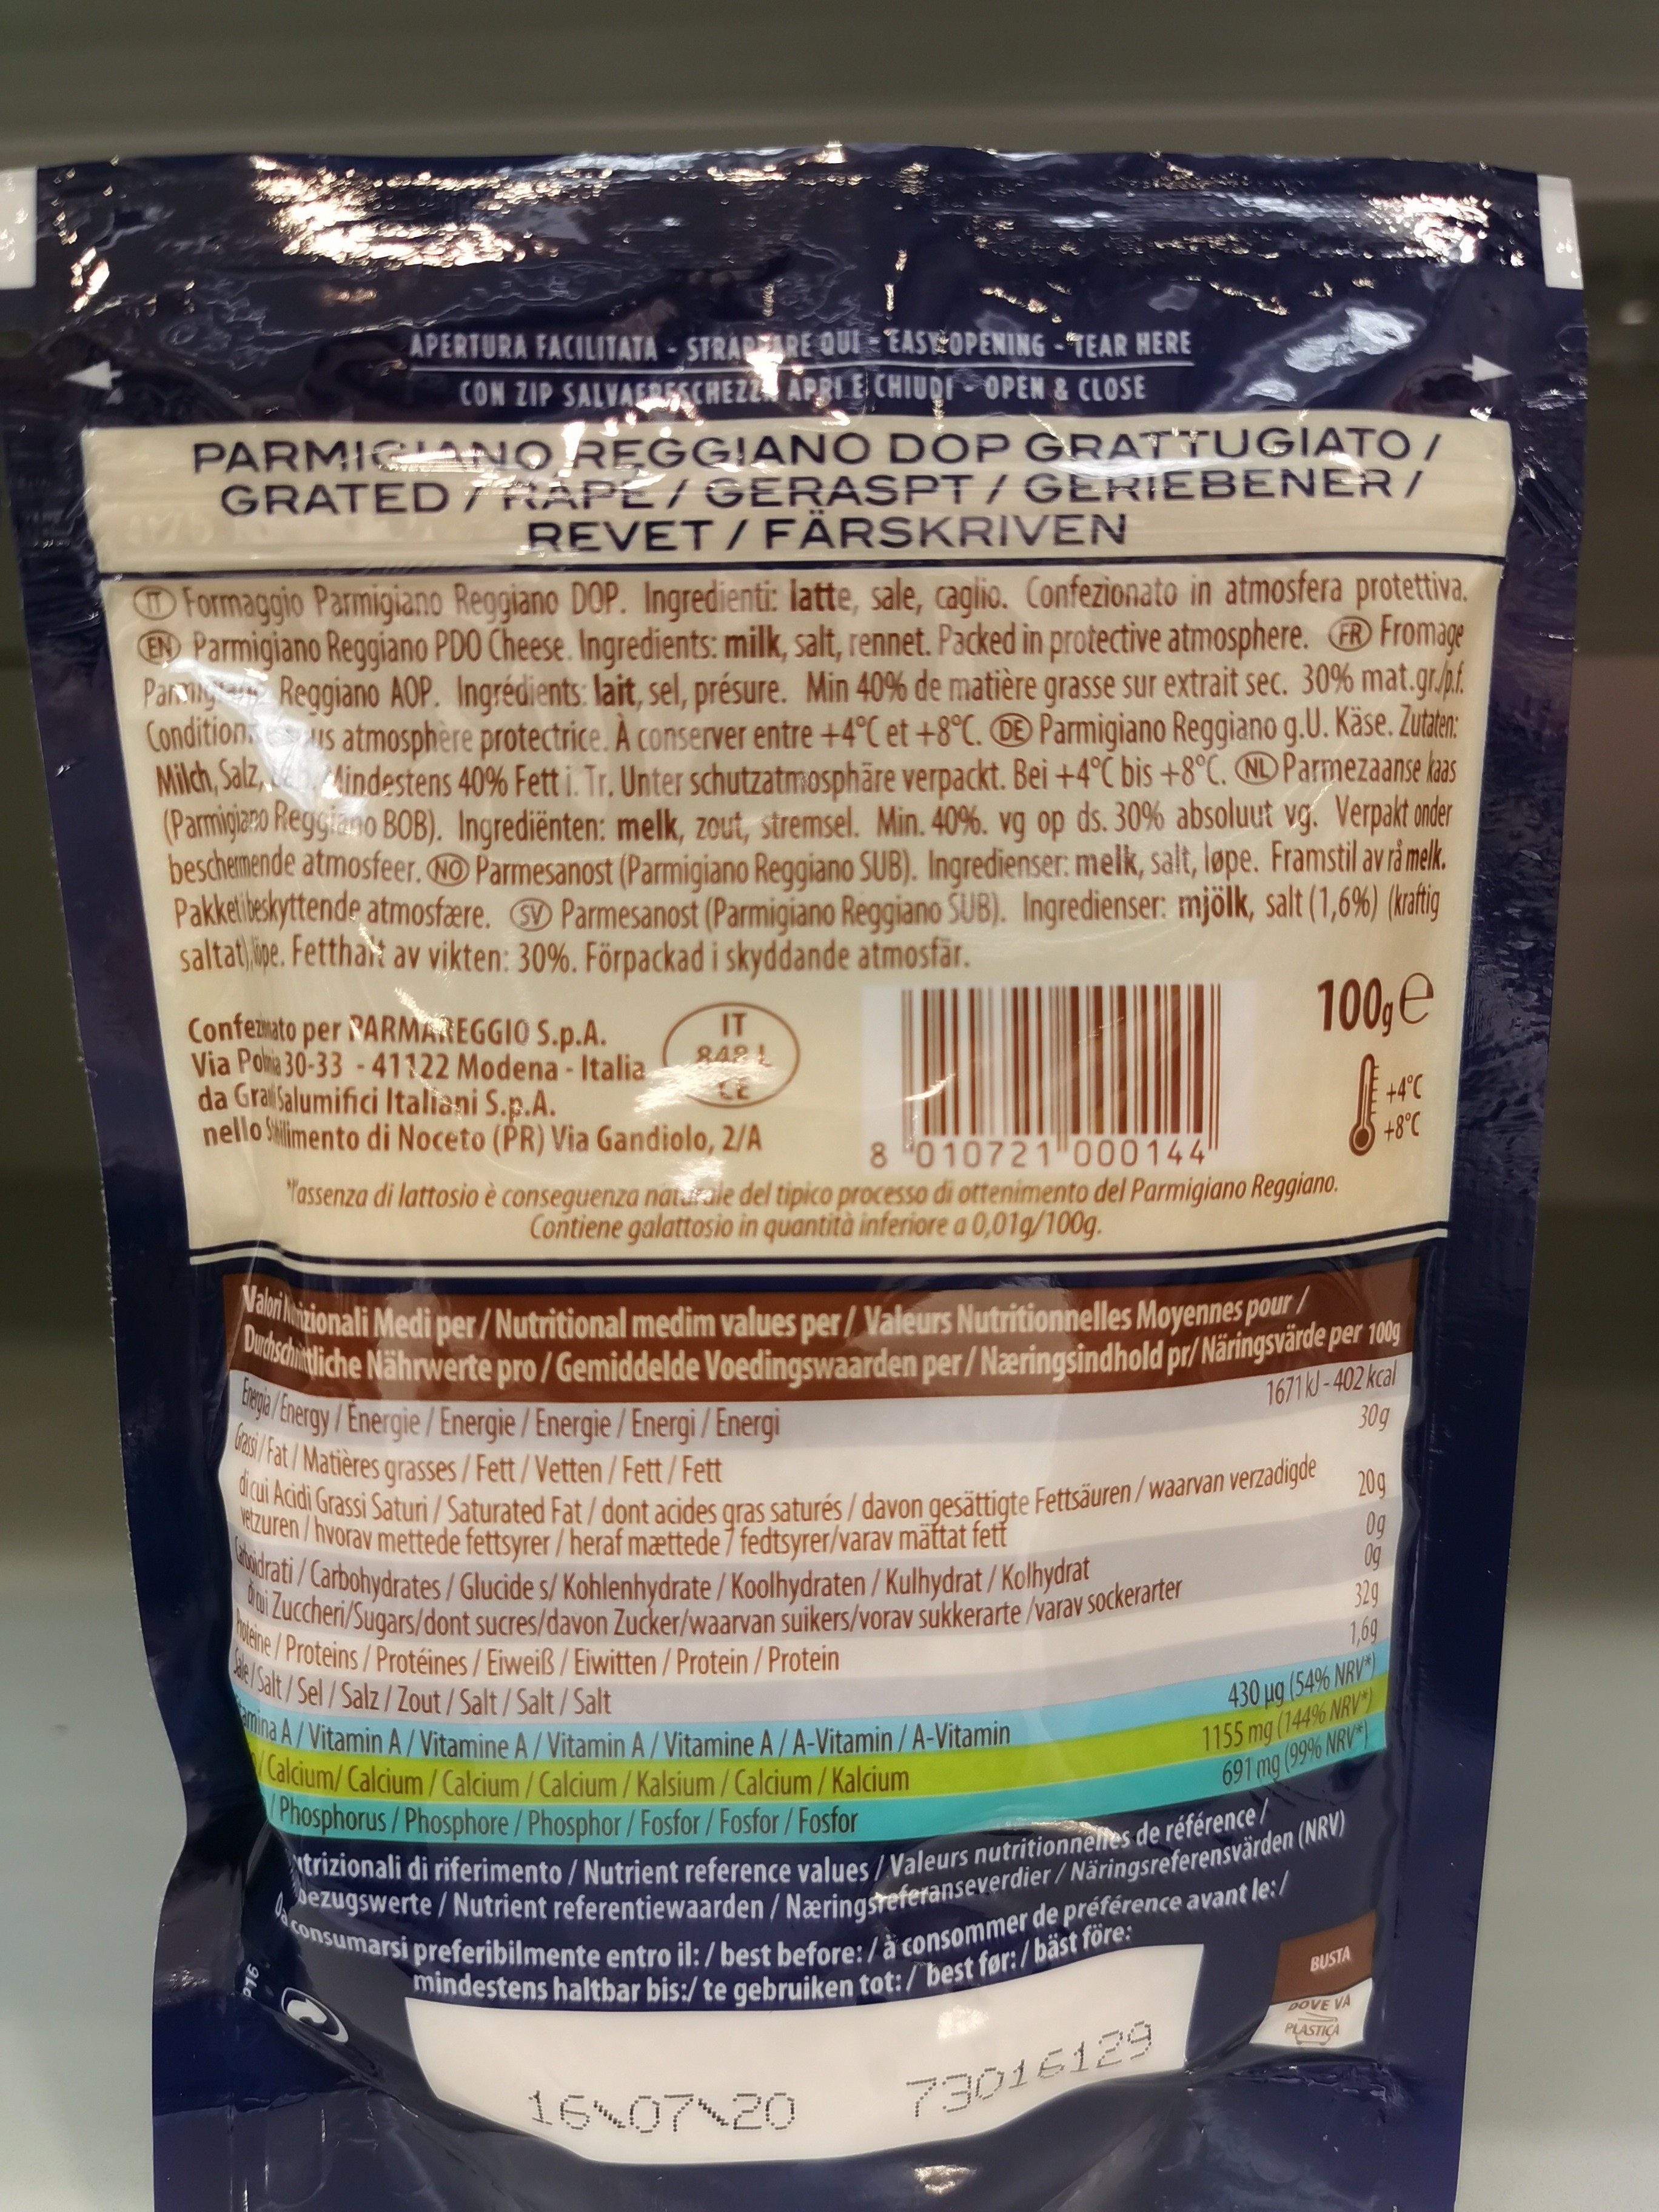 APERTURA FACILITATA - STRAPPARE QUI - EASY OPENING - TEAR HERE
CON ZIP SALVAFRESCHEZZA APRI E CHIUDI - OPEN & CLOSE
PARMIGIANO REGGIANO DOP GRATTUGIATO /
GRATED / RAPÉ / GERASPT / GERIEBENER /
REVET / FÄRSKRIVEN
IT Formaggio Parmigiano Reggiano DOP. Ingredienti: latte, sale, caglio. Confezionato in atmosfera protettiva.
EN Parmigiano Reggiano PDO Cheese. Ingredients: milk, salt, rennet. Packed in protective atmosphere. FR Fromage
Parmigiano Reggiano AOP. Ingrédients: lait, sel, présure. Min 40% de matière grasse sur extrait sec. 30% mat.gr./p.f.
atmosphère protectrice. À conserver entre +4°C et +8°C. DE Parmigiano Reggiano g.U. Käse. Zutaten:
Milch, Salz, Mindestens 40% Fett i. Tr. Unter schutzatmosphäre verpackt. Bei +4°C bis +8°C. NL Parmezaanse kaas
(Parmigiano Reggiano BOB). Ingrediënten: melk, zout, stremsel. Min. 40%. vg op ds. 30% absoluut vg. Verpakt onder
beschermende atmosfeer. NO Parmesanost (Parmigiano Reggiano SUB). Ingredienser: melk, salt, løpe. Framstil av rå melk.
Pakket i beskyttende atmosfære. SV Parmesanost (Parmigiano Reggiano SUB). Ingredienser: mjölk, salt (1,6%) (kraftig
saltat), löpe. Fetthalt av vikten: 30%. Förpackad i skyddande atmosfär.
100g e
Confezionato per PARMAREGGIO S.p.A.
Via Polonia 30-33 - 41122 Modena - Italia
da Grandi Salumifici Italiani S.p.A.
nello Stabilimento di Noceto (PR) Via Gandiolo, 2/A
IT
848 L
CE
+4°C
+8°C
8 010721 000144
*l'assenza di lattosio è conseguenza naturale del tipico processo di ottenimento del Parmigiano Reggiano.
Contiene galattosio in quantità inferiore a 0,01g/100g.
Valori Nutrizionali Medi per / Nutritional medim values per / Valeurs Nutritionnelles Moyennes pour /
Durchschnittliche Nährwerte pro / Gemiddelde Voedingswaarden per / Næringsindhold pr/ Näringsvärde per 100g
Energia / Energy / Énergie / Energie / Energie / Energi / Energi 1671 kJ - 402 kcal
Grassi / Fat / Matières grasses / Fett / Vetten / Fett / Fett 30g
di cui Acidi Grassi Saturi / Saturated Fat / dont acides gras saturés / davon gesättigte Fettsäuren / waarvan verzadigde
vetzuren / hvorav mettede fettsyrer / heraf mættede / fedtsyrer/varav mättat fett 20g
Carboidrati / Carbohydrates / Glucide s/ Kohlenhydrate / Koolhydraten / Kulhydrat / Kolhydrat 0g
di cui Zuccheri/Sugars/dont sucres/davon Zucker/waarvan suikers/vorav sukkerarte /varav sockerarter 0g
Proteine / Proteins / Protéines / Eiweiß / Eiwitten / Protein / Protein 32g
Sale / Salt / Sel / Salz / Zout / Salt / Salt / Salt 1,6g
Vitamina A / Vitamin A / Vitamine A / Vitamin A / Vitamine A / A-Vitamin / A-Vitamin 430 µg (54% NRV*)
/ Calcium/ Calcium / Calcium / Calcium / Kalsium / Calcium / Kalcium 1155 mg (144% NRV*)
/ Phosphorus / Phosphore / Phosphor / Fosfor / Fosfor / Fosfor 691 mg (99% NRV*)
nutrizionali di riferimento / Nutrient reference values / Valeurs nutritionnelles de référence /
bezugswerte / Nutrient referentiewaarden / Næringsreferanseverdier / Näringsreferensvärden (NRV)
Da consumarsi preferibilmente entro il: / best before: / à consommer de préférence avant le: /
mindestens haltbar bis:/ te gebruiken tot: / best før: / bäst före:
BUSTA
DOVE VA
PLASTICA
16\07\20 73016129